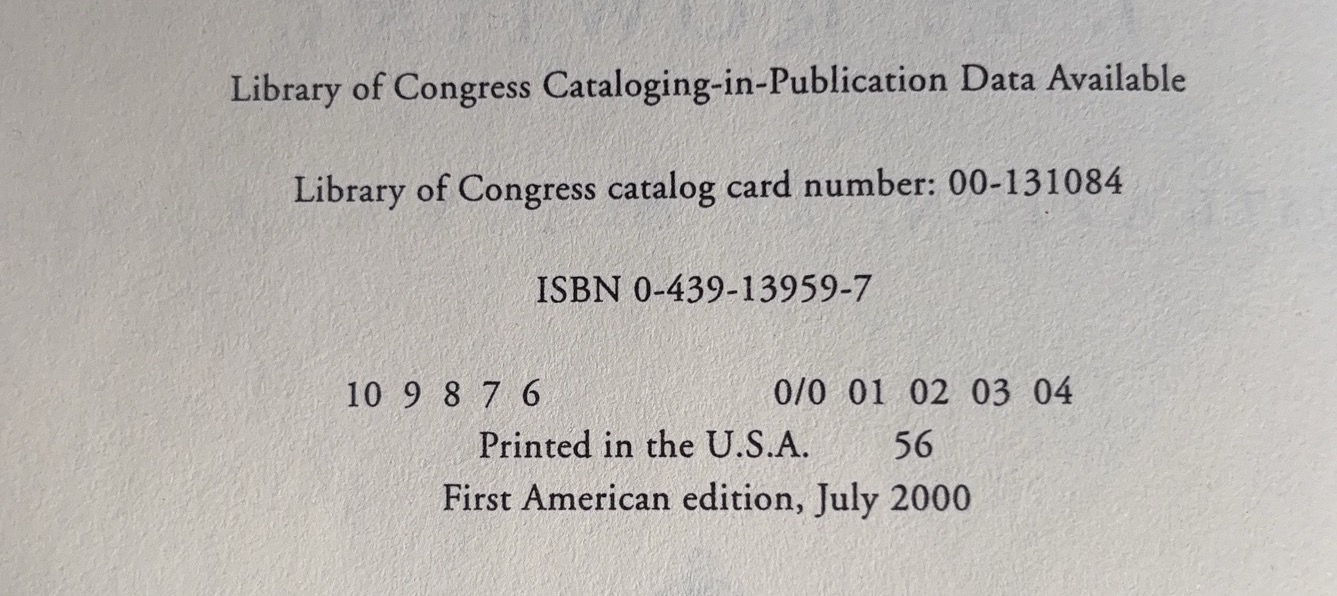 Library of Congress Cataloging-in-Publication Data Available
Library of Congress catalog card number: 00-131084
ISBN 0-439-13959-7
10 9 8 7 6 0/0 01 02 03 04
Printed in the U.S.A. 56
First American edition, July 2000